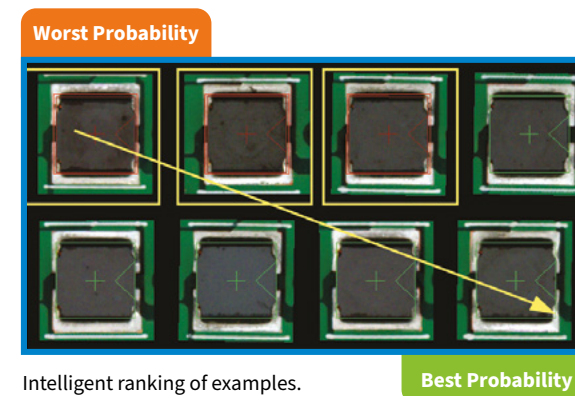 Worst Probability
Intelligent ranking of examples.
Best Probability